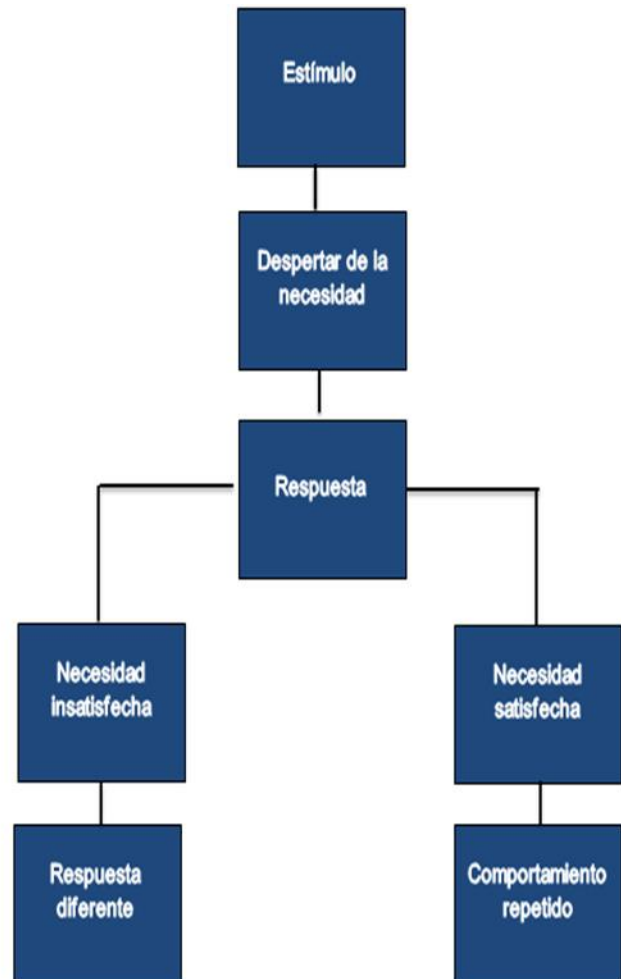 Estímulo
Despertar de la
necesidad
Respuesta
Necesidad
insatisfecha
Necesidad
satisfecha
Respuesta
diferente
Comportamiento
repetido